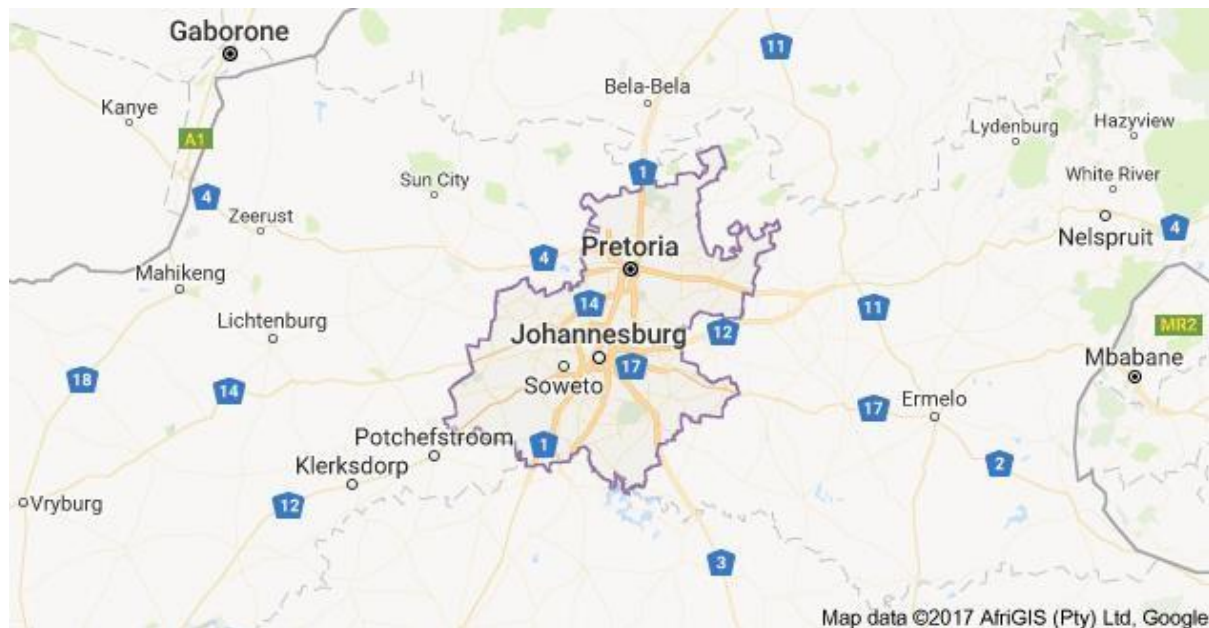 Gaborone
11
Bela-Bela
Kanye
A1
Lydenburg
Hazyview
1
Sun City
White River
4
Zeerust
Nelspruit
4
Pretoria
4
Mahikeng
14
11
Lichtenburg
Johannesburg
12
MR2
Mbabane
Soweto
17
18
14
17
Ermelo
Potchefstroom
1
Klerksdorp
2
Vryburg
12
3
Map data ©2017 AfriGIS (Pty) Ltd, Google